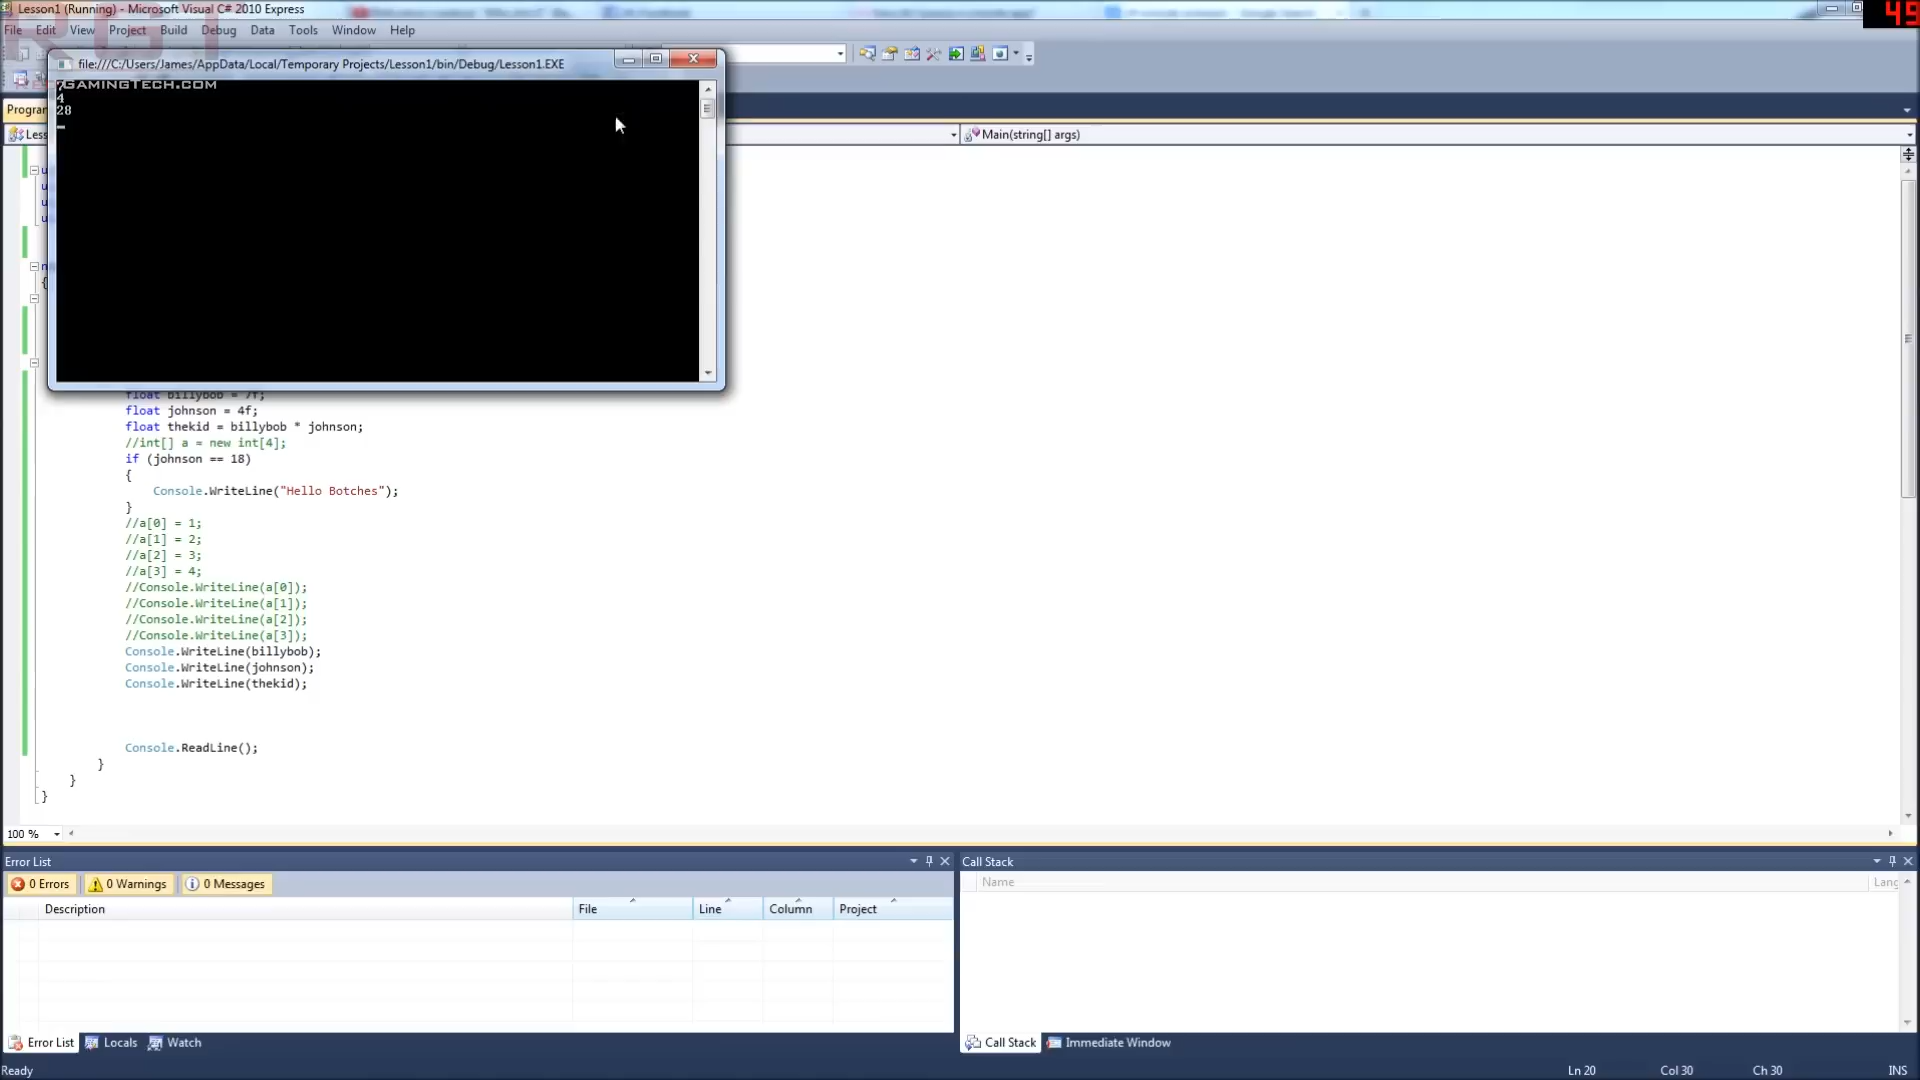 Lesson1 (Running) - Microsoft Visual C# 2010 Express
49
File Edit View Project Build Debug Data Tools Window Help
RGT
file:///C:/Users/James/AppData/Local/Temporary Projects/Lesson1/bin/Debug/Lesson1.EXE
REDGAMINGTECH.COM
4
28
Main(string[] args)
float billybob = 7f;
float johnson = 4f;
float thekid = billybob * johnson;
//int[] a = new int[4];
if (johnson == 18)
{
Console.WriteLine("Hello Botches");
}
//a[0] = 1;
//a[1] = 2;
//a[2] = 3;
//a[3] = 4;
//Console.WriteLine(a[0]);
//Console.WriteLine(a[1]);
//Console.WriteLine(a[2]);
//Console.WriteLine(a[3]);
Console.WriteLine(billybob);
Console.WriteLine(johnson);
Console.WriteLine(thekid);
Console.ReadLine();
}
}
}
100 %
Error List
0 Errors 0 Warnings 0 Messages
Description File Line Column Project
Error List Locals Watch
Call Stack
Name
Call Stack Immediate Window
Ready Ln 20 Col 30 Ch 30 INS